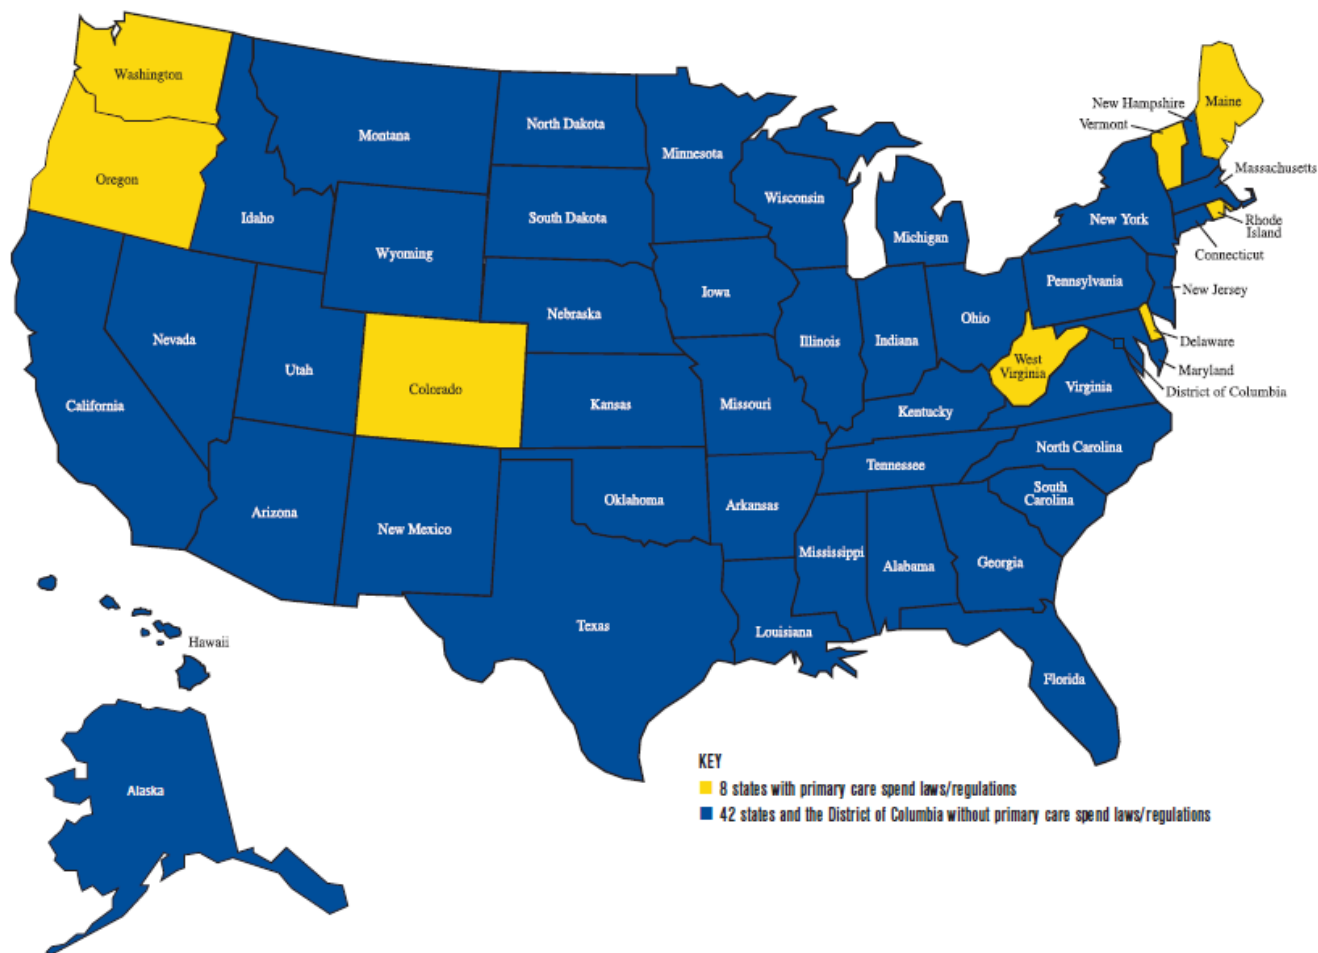 Washington
Oregon
Montana
Idaho
Wyoming
North Dakota
South Dakota
Nebraska
Minnesota
Wisconsin
Michigan
Iowa
Nevada
Utah
California
Colorado
Kansas
Missouri
Illinois
Indiana
Ohio
Kentucky
West
Virginia
Virginia
Pennsylvania
New York
New Hampshire
Vermont
Maine
Massachusetts
Rhode
Island
Connecticut
New Jersey
Delaware
Maryland
District of Columbia
North Carolina
South
Carolina
Tennessee
Arizona
New Mexico
Oklahoma
Arkansas
Mississippi
Alabama
Georgia
Texas
Louisiana
Florida
Hawaii
Alaska
KEY
8 states with primary care spend laws/regulations
42 states and the District of Columbia without primary care spend laws/regulations